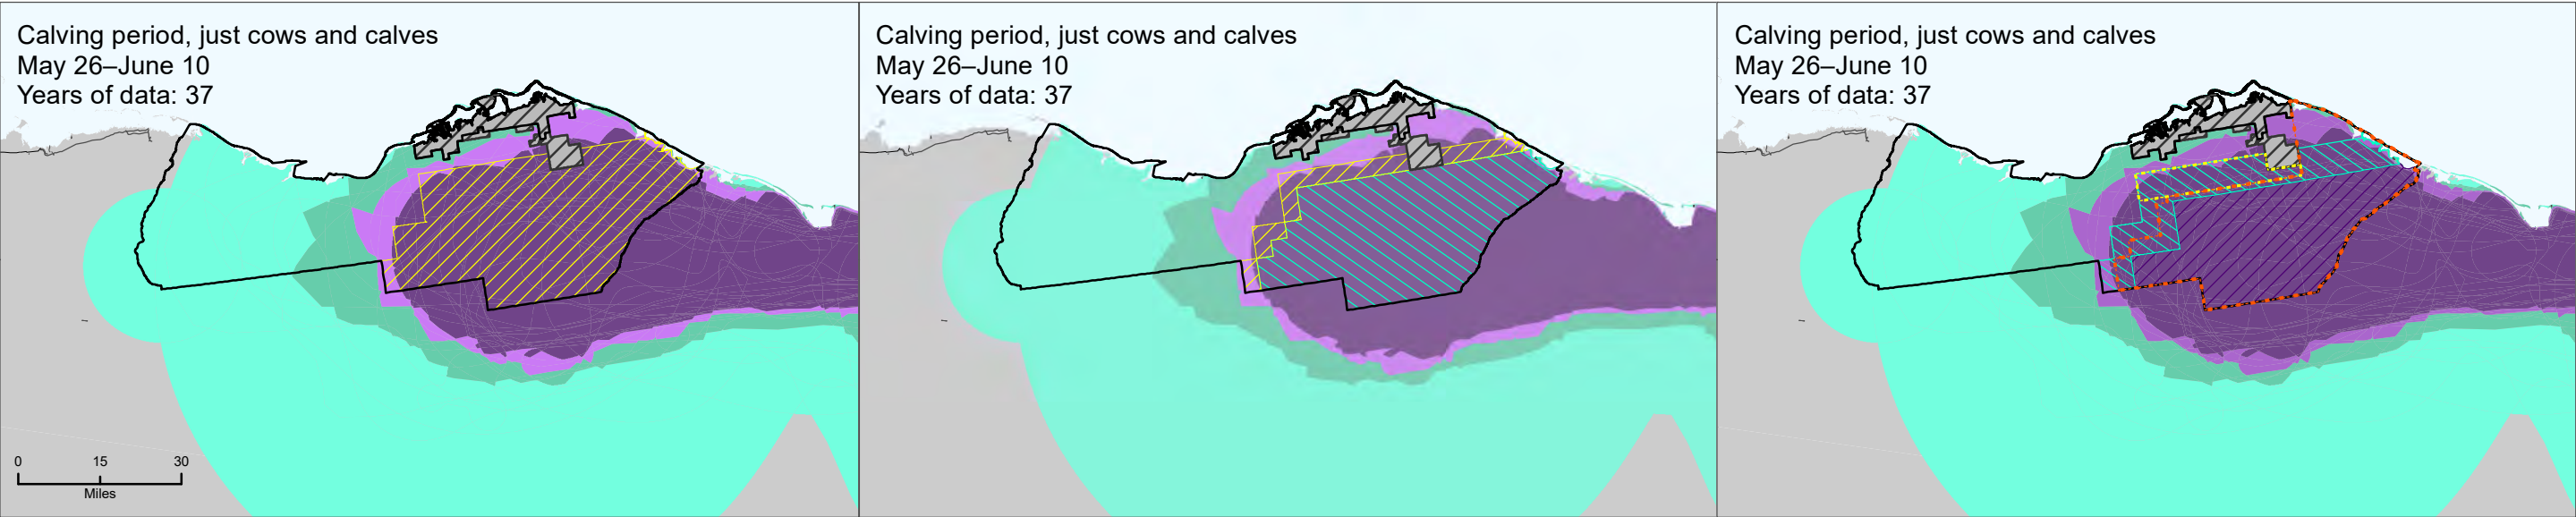 Calving period, just cows and calves
May 26–June 10
Years of data: 37
0 15 30
Miles
Calving period, just cows and calves
May 26–June 10
Years of data: 37
Calving period, just cows and calves
May 26–June 10
Years of data: 37